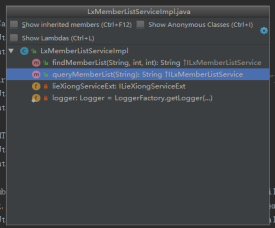 LxMemberListServiceImpl.java
Show inherited members (Ctrl+F12) Show Anonymous Classes (Ctrl+I)
Show Lambdas (Ctrl+L)
LxMemberListServiceImpl
findMemberList(String, int, int): String ↑ILxMemberListService
queryMemberList(String): String ↑ILxMemberListService
lieXiongServiceExt: ILieXiongServiceExt
logger: Logger = LoggerFactory.getLogger(...)